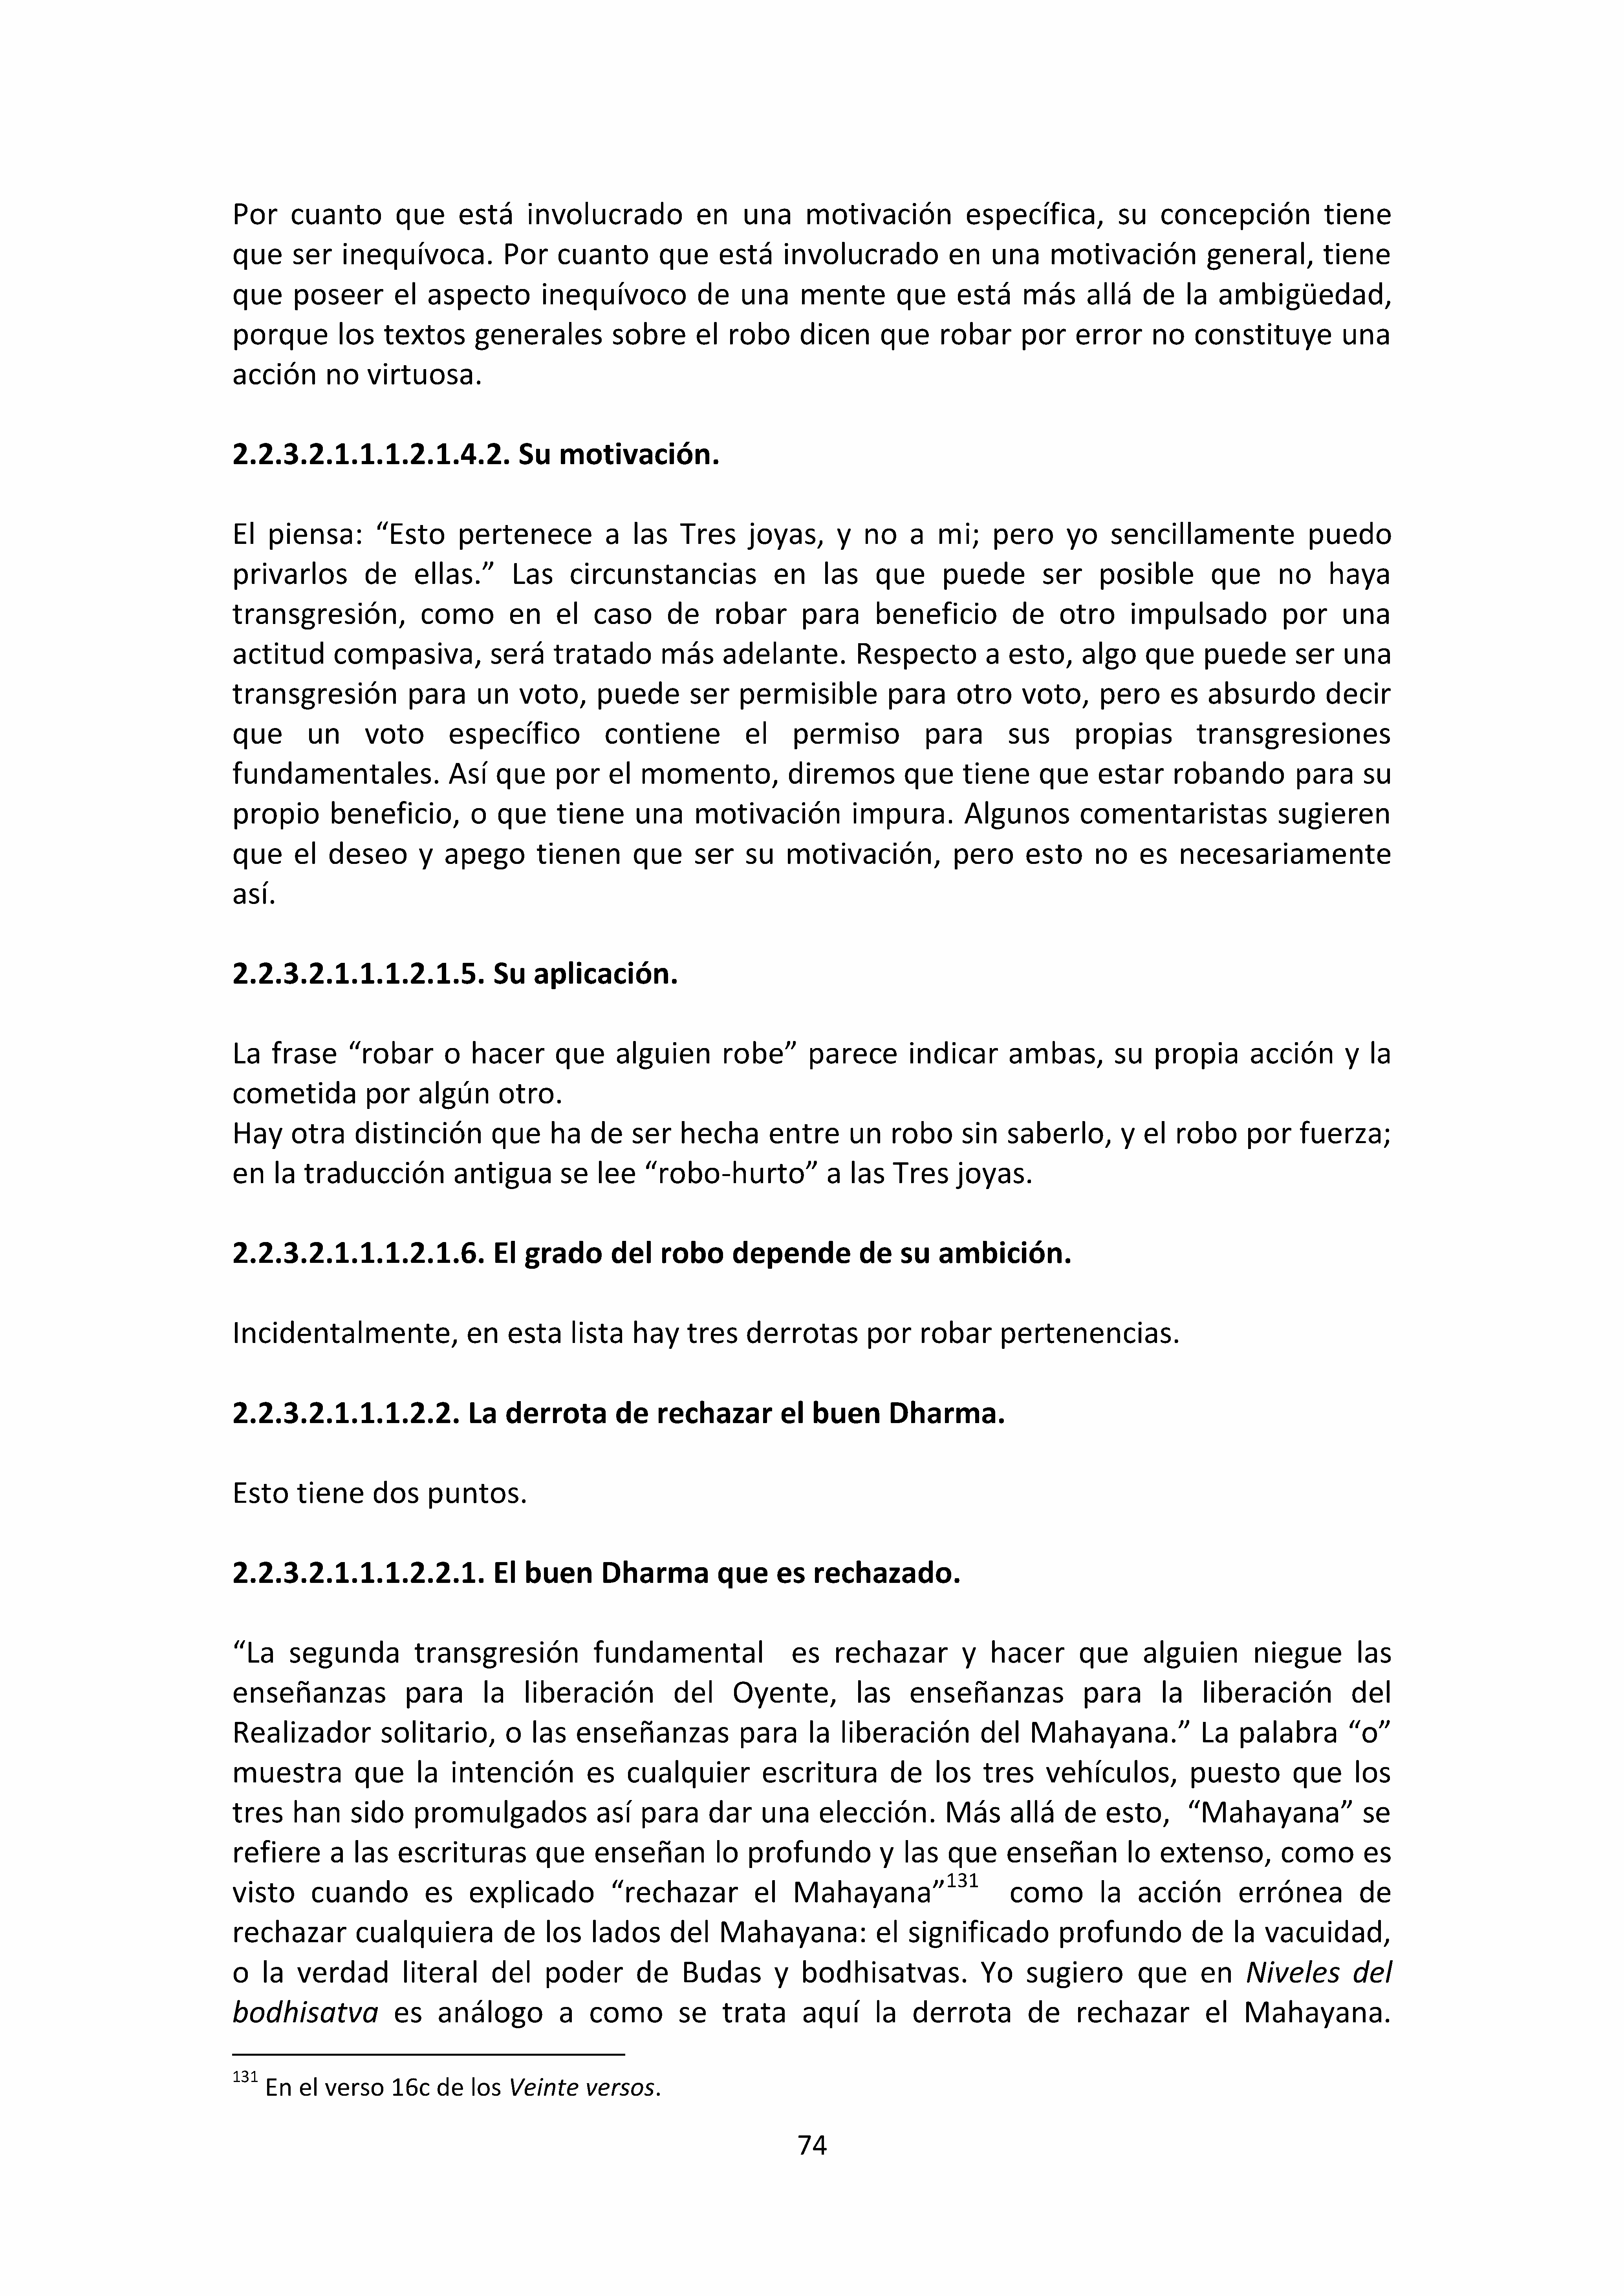 Por cuanto que está involucrado en una motivación específica, su concepción tiene
que ser inequívoca. Por cuanto que está involucrado en una motivación general, tiene
que poseer el aspecto inequívoco de una mente que está más allá de la ambigüedad,
porque los textos generales sobre el robo dicen que robar por error no constituye una
acción no virtuosa.
2.2.3.2.1.1.1.2.1.4.2. Su motivación.
El piensa: “Esto pertenece a las Tres joyas, y no a mi; pero yo sencillamente puedo
privarlos de ellas.” Las circunstancias en las que puede ser posible que no haya
transgresión, como en el caso de robar para beneficio de otro impulsado por una
actitud compasiva, será tratado más adelante. Respecto a esto, algo que puede ser una
transgresión para un voto, puede ser permisible para otro voto, pero es absurdo decir
que un voto específico contiene el permiso para sus propias transgresiones
fundamentales. Así que por el momento, diremos que tiene que estar robando para su
propio beneficio, o que tiene una motivación impura. Algunos comentaristas sugieren
que el deseo y apego tienen que ser su motivación, pero esto no es necesariamente
así.
2.2.3.2.1.1.1.2.1.5. Su aplicación.
La frase “robar o hacer que alguien robe” parece indicar ambas, su propia acción y la
cometida por algún otro.
Hay otra distinción que ha de ser hecha entre un robo sin saberlo, y el robo por fuerza;
en la traducción antigua se lee “robo-hurto” a las Tres joyas.
2.2.3.2.1.1.1.2.1.6. El grado del robo depende de su ambición.
Incidentalmente, en esta lista hay tres derrotas por robar pertenencias.
2.2.3.2.1.1.1.2.2. La derrota de rechazar el buen Dharma.
Esto tiene dos puntos.
2.2.3.2.1.1.1.2.2.1. El buen Dharma que es rechazado.
“La segunda transgresión fundamental es rechazar y hacer que alguien niegue las
enseñanzas para la liberación del Oyente, las enseñanzas para la liberación del
Realizador solitario, o las enseñanzas para la liberación del Mahayana.” La palabra “o”
muestra que la intención es cualquier escritura de los tres vehículos, puesto que los
tres han sido promulgados así para dar una elección. Más allá de esto, “Mahayana” se
refiere a las escrituras que enseñan lo profundo y las que enseñan lo extenso, como es
visto cuando es explicado “rechazar el Mahayana”131 como la acción errónea de
rechazar cualquiera de los lados del Mahayana: el significado profundo de la vacuidad,
o la verdad literal del poder de Budas y bodhisatvas. Yo sugiero que en Niveles del
bodhisatva es análogo a como se trata aquí la derrota de rechazar el Mahayana.
131 En el verso 16c de los Veinte versos.
74